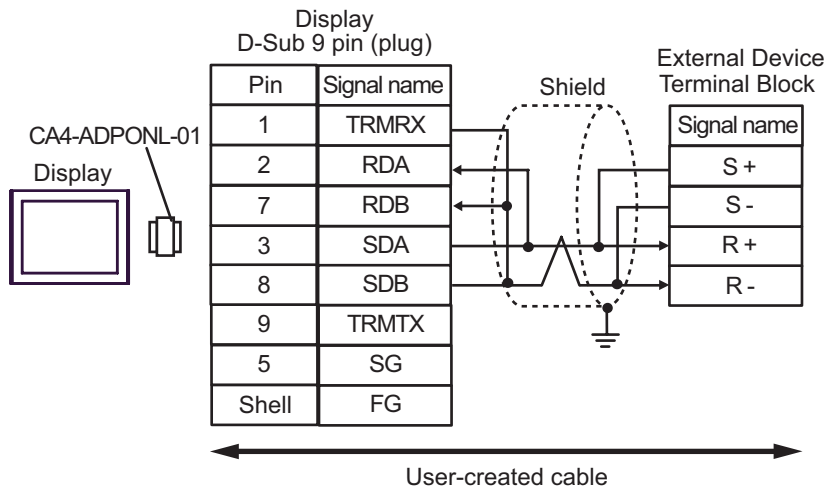 Display
D-Sub 9 pin (plug)
External Device
Terminal Block
Shield
CA4-ADPONL-01
Display
Pin Signal name
1 TRMRX
2 RDA
7 RDB
3 SDA
8 SDB
9 TRMTX
5 SG
Shell FG
Signal name
S +
S -
R +
R -
User-created cable